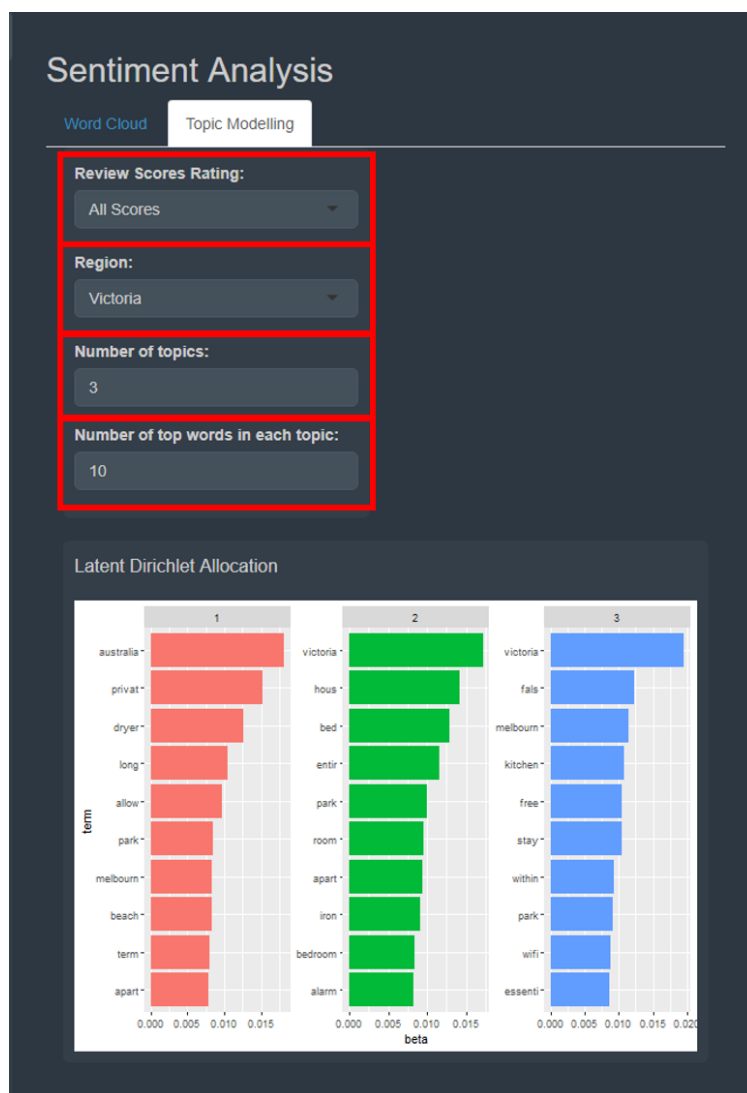 Sentiment Analysis
Word Cloud Topic Modelling
Review Scores Rating:
All Scores
Region:
Victoria
Number of topics:
3
Number of top words in each topic:
10
Latent Dirichlet Allocation
1 2 3
australia victoria victoria
privat hous fals
dryer bed melbourn
long entir kitchen
allow park free
term
park room stay
melbourn apart within
beach iron park
term bedroom wifi
apart alarm essenti
0.000 0.005 0.010 0.015 0.000 0.005 0.010 0.015 0.000 0.005 0.010 0.015 0.020
beta